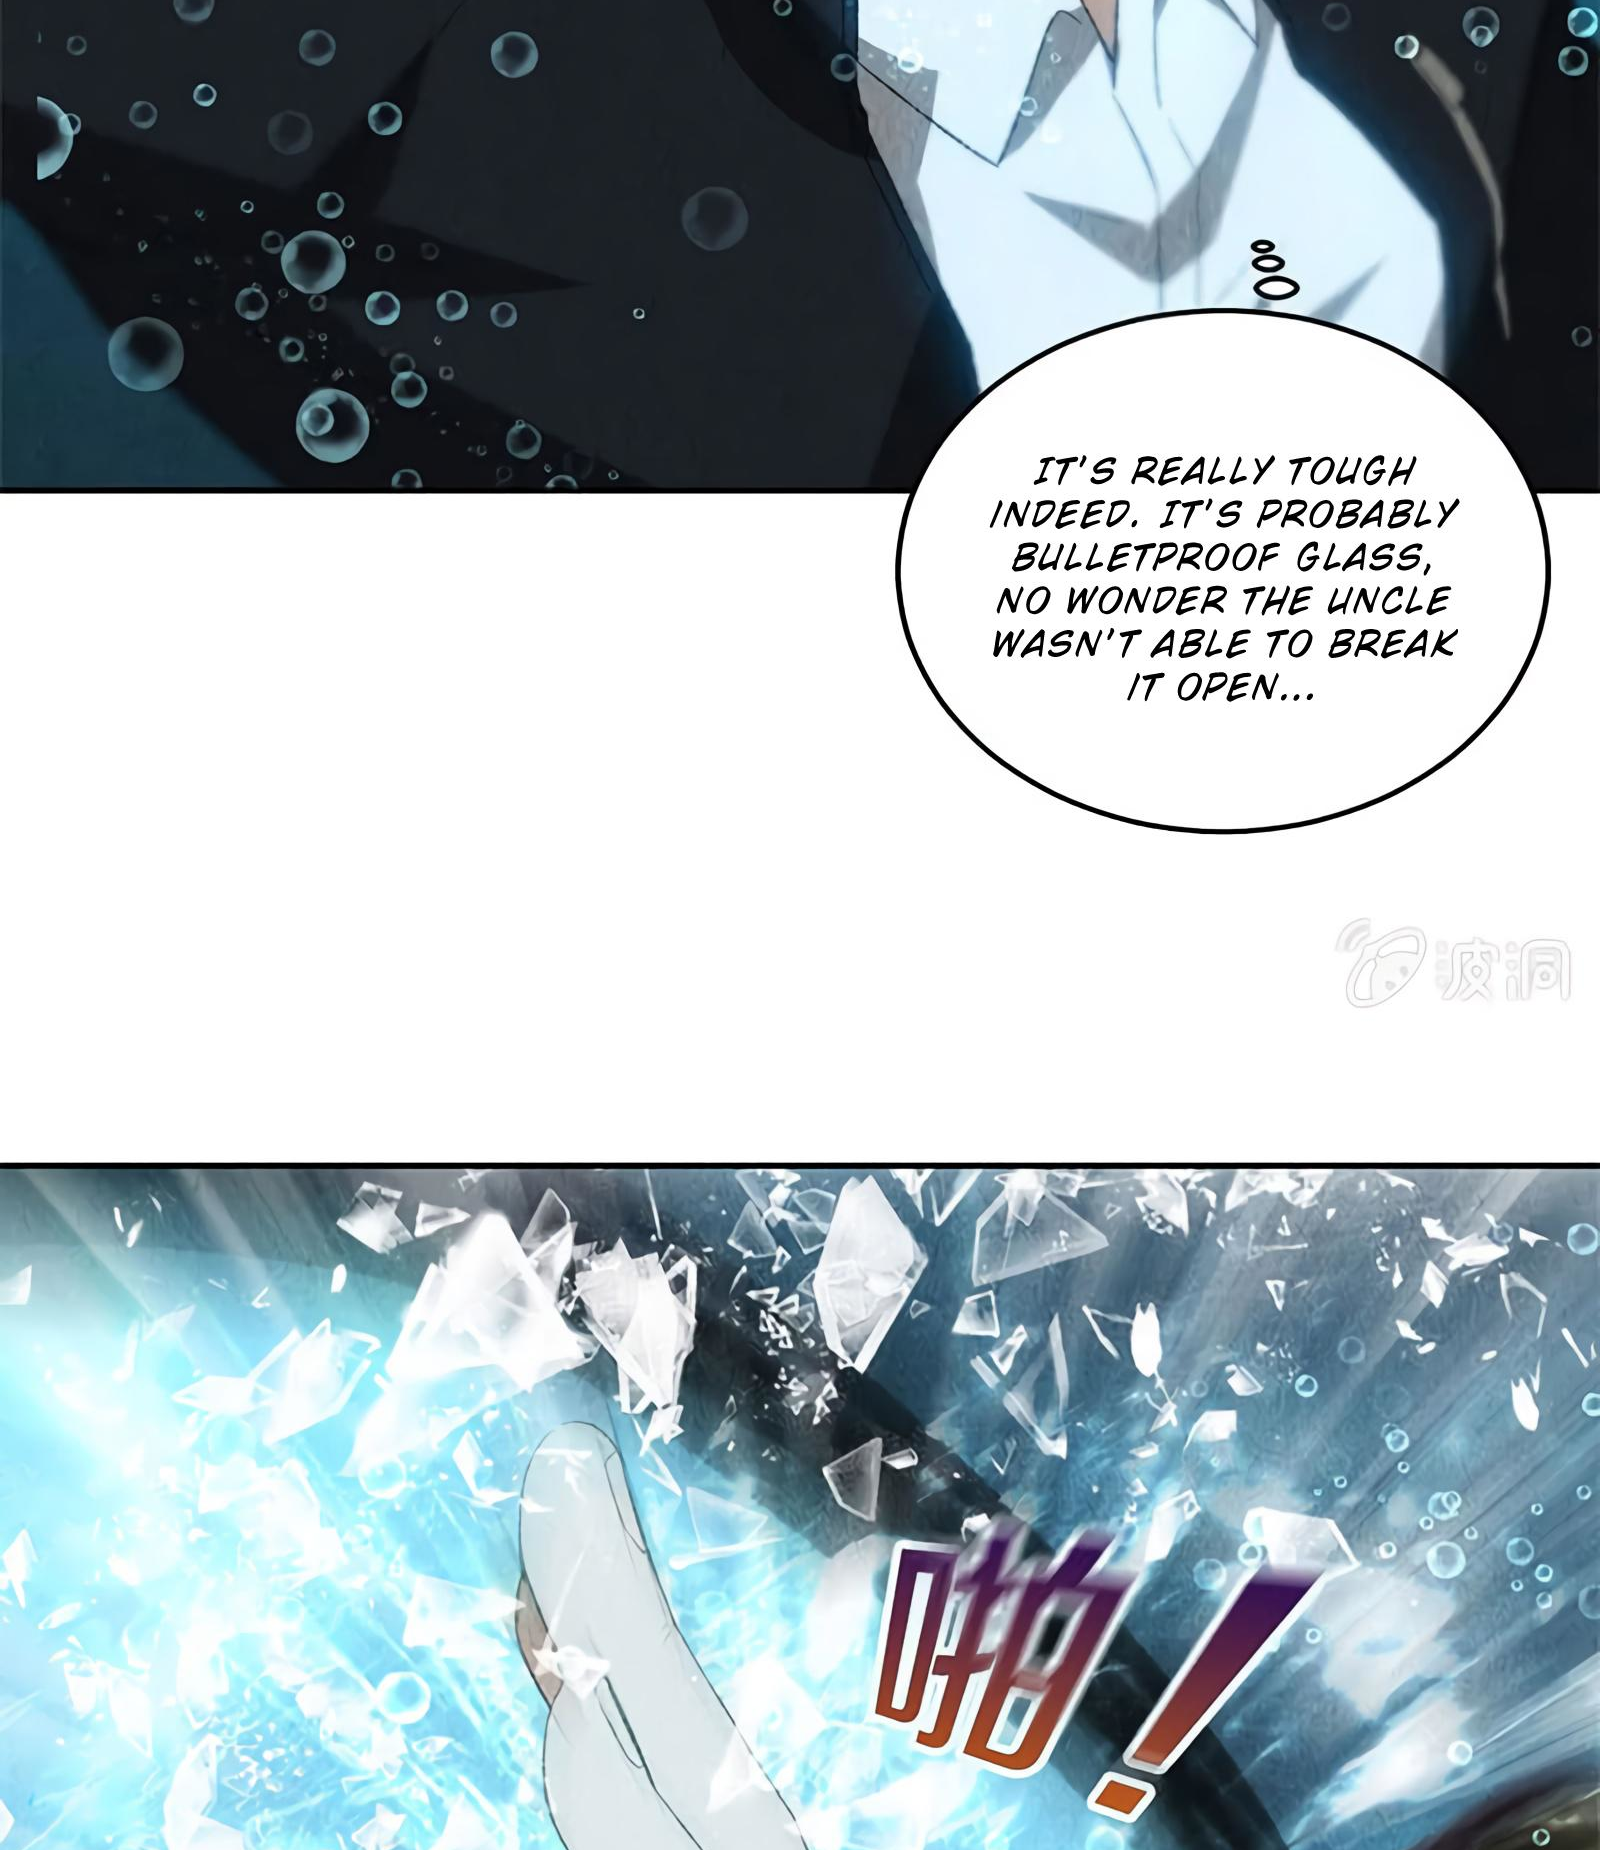 IT'S REALLY TOUGH
INDEED. IT'S PROBABLY
BULLETPROOF GLASS,
NO WONDER THE UNCLE
WASN'T ABLE TO BREAK
IT OPEN...
波洞
啪！